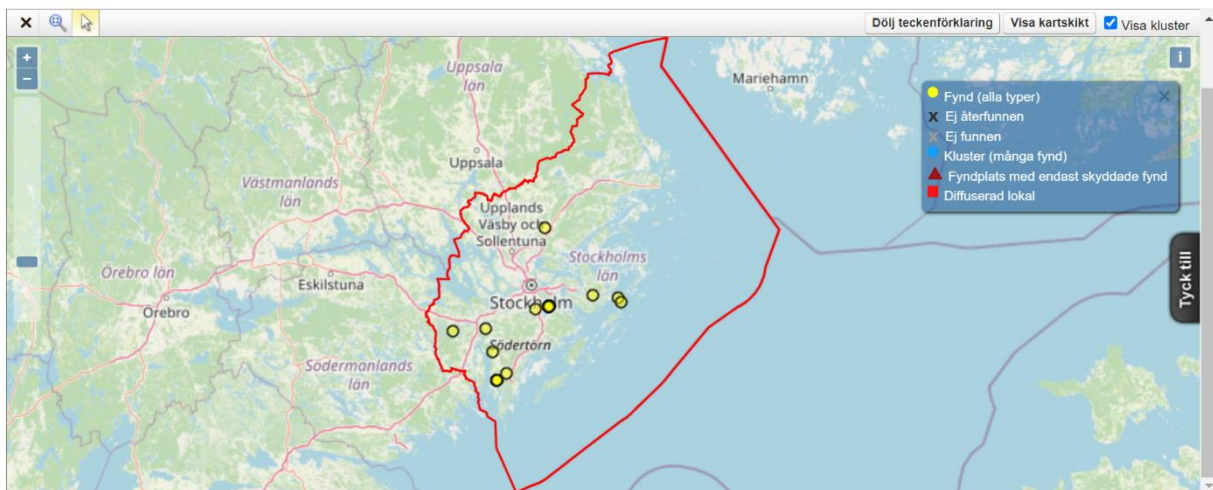 Dölj teckenförklaring
Visa kartskikt
Visa kluster
Uppsala
län
Mariehamn
Fynd (alla typer)
x Ej återfunnen
x Ej funnen
Kluster (många fynd)
Fyndplats med endast skyddade fynd
Diffuserad lokal
Uppsala
Västmanlands
län
Upplands
Väsby och
Sollentuna
Stockholms
län
Örebro län
Eskilstuna
Stockholm
Örebro
Södertörn
Södermanlands
län
Tyck till